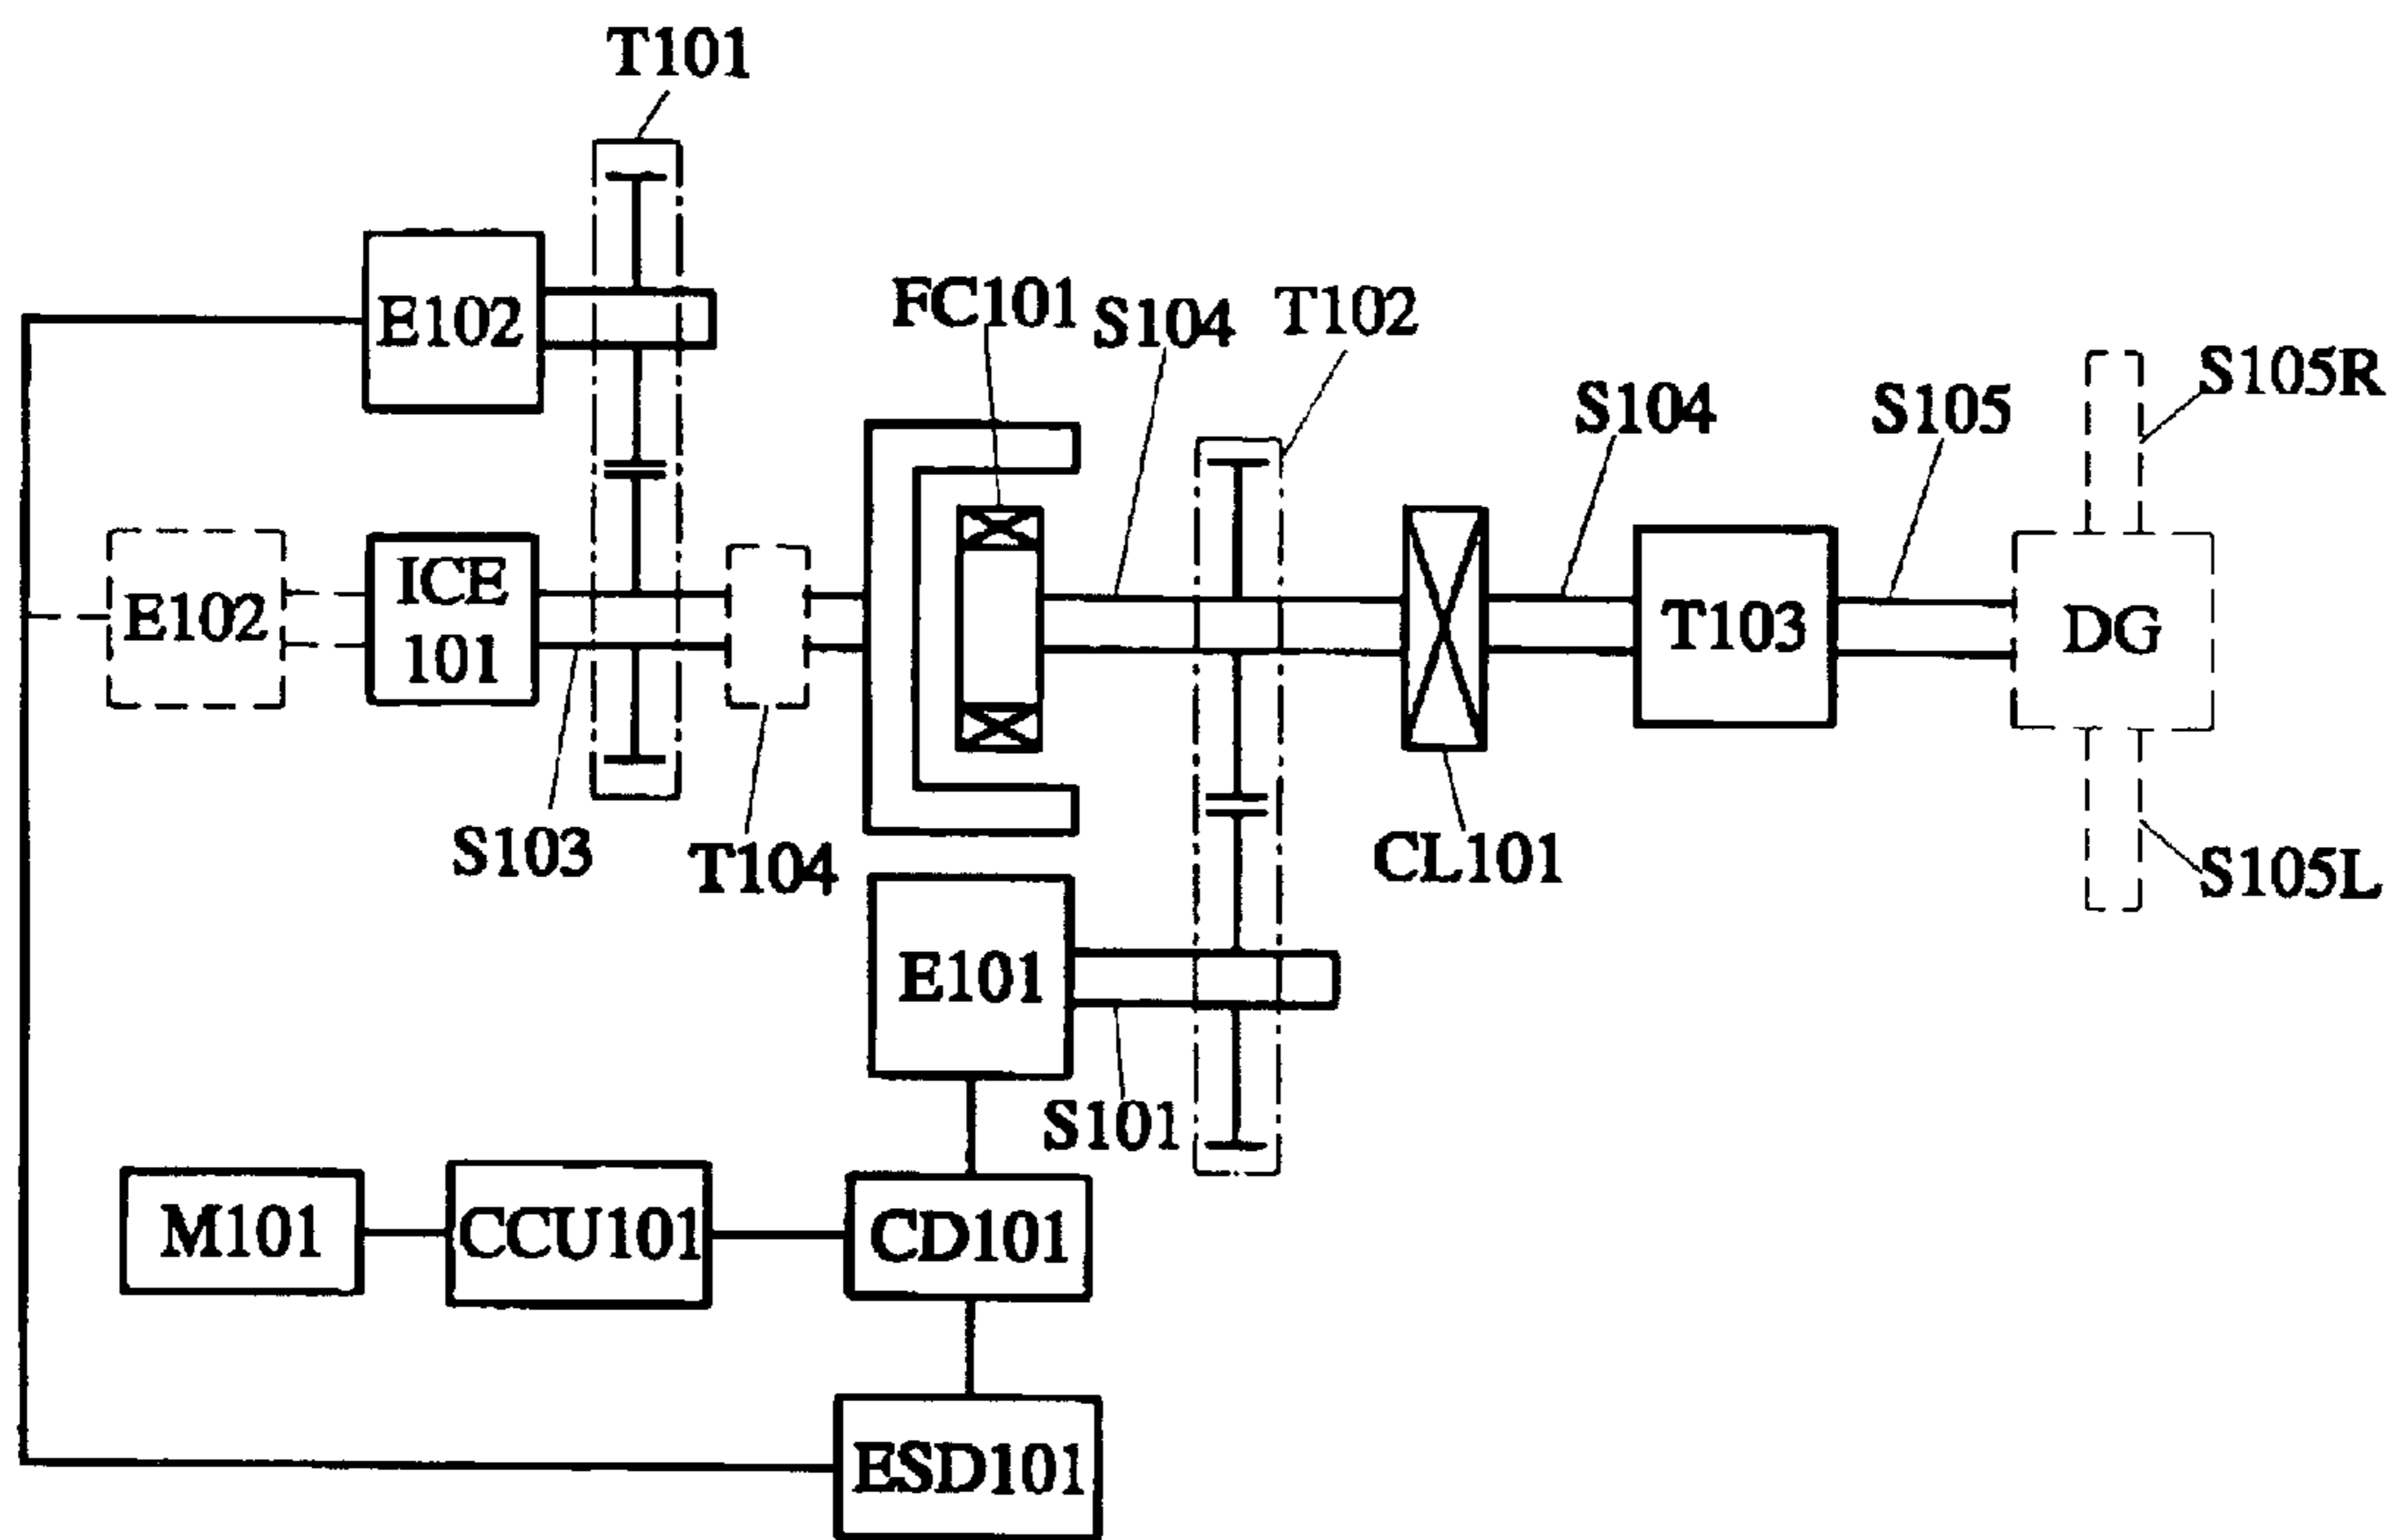 T101
E102
FC101
S104
T102
S105R
S104
S105
E102
ICE
101
T103
DG
S103
T104
CL101
S105L
E101
S101
M101
CCU101
CD101
ESD101